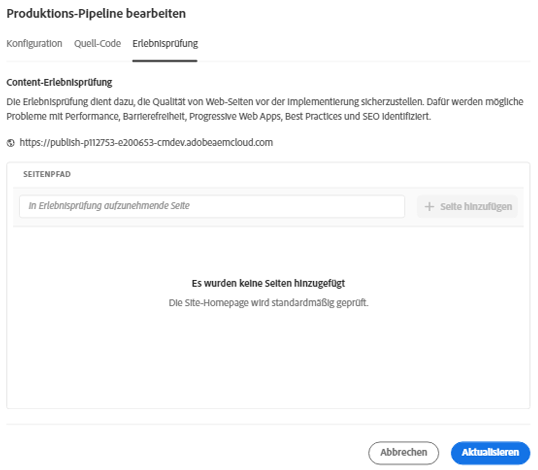 Produktions-Pipeline bearbeiten
Konfiguration Quell-Code Erlebnisprüfung
Content-Erlebnisprüfung
Die Erlebnisprüfung dient dazu, die Qualität von Web-Seiten vor der Implementierung sicherzustellen. Dafür werden mögliche
Probleme mit Performance, Barrierefreiheit, Progressive Web Apps, Best Practices und SEO identifiziert.
https://publish-p112753-e200653-cmdev.adobeaemcloud.com
SEITENPFAD
In Erlebnisprüfung aufzunehmende Seite
+ Seite hinzufügen
Es wurden keine Seiten hinzugefügt
Die Site-Homepage wird standardmäßig geprüft.
Abbrechen Aktualisieren